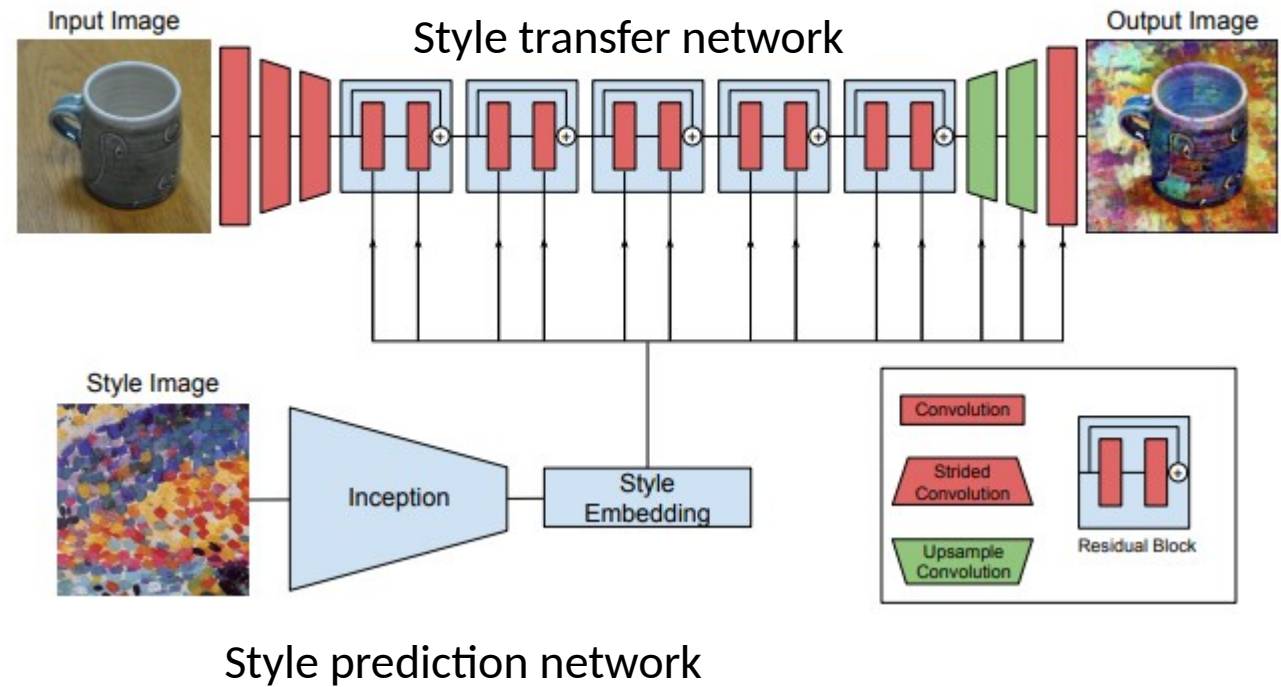 Input Image
Style transfer network
Output Image
Style Image
Inception
Style
Embedding
Convolution
Strided
Convolution
Upsample
Convolution
Residual Block
Style prediction network